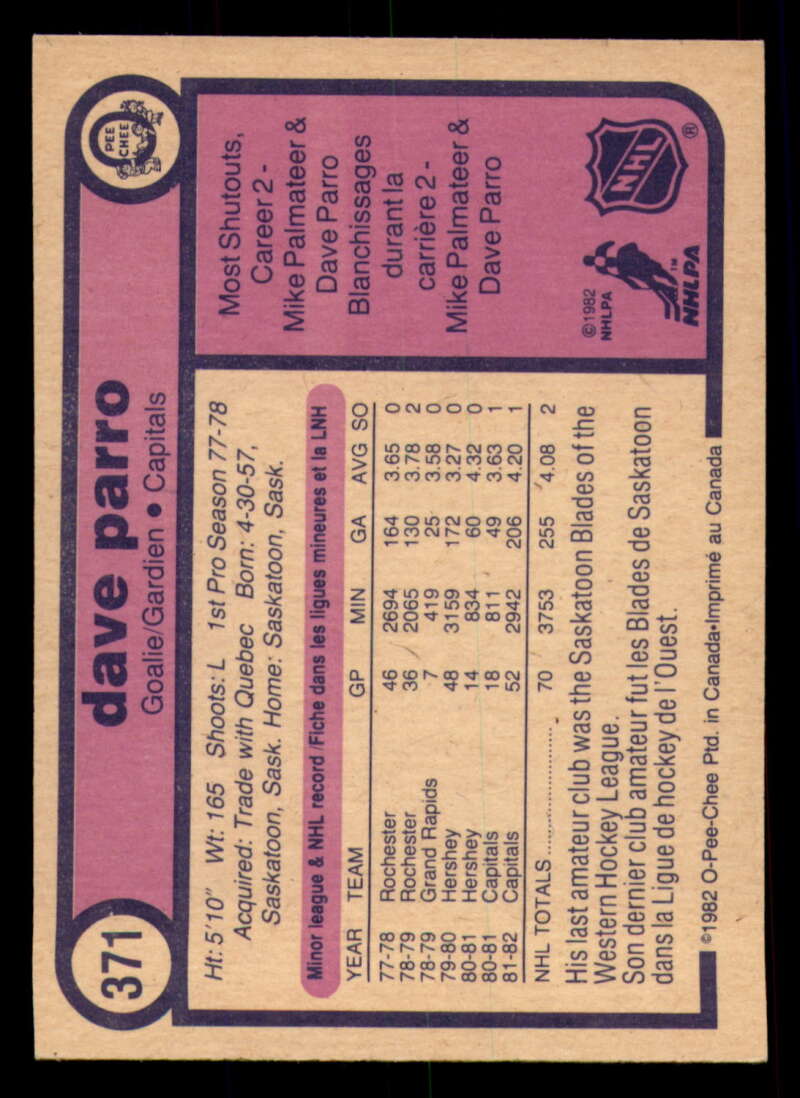 371
dave parro
Goalie/Gardien • Capitals
O
PEE
CHEE
Ht: 5'10" Wt: 165 Shoots: L 1st Pro Season 77-78
Acquired: Trade with Quebec Born: 4-30-57,
Saskatoon, Sask. Home: Saskatoon, Sask.
Minor league & NHL record/Fiche dans les ligues mineures et la LNH
YEAR TEAM GP MIN GA AVG SO
77-78 Rochester 46 2694 164 3.65 0
78-79 Rochester 36 2065 130 3.78 2
78-79 Grand Rapids 7 419 25 3.58 0
79-80 Hershey 48 3159 172 3.27 0
80-81 Hershey 14 834 60 4.32 0
80-81 Capitals 18 811 49 3.63 1
81-82 Capitals 52 2942 206 4.20 1
NHL TOTALS .................... 70 3753 255 4.08 2
His last amateur club was the Saskatoon Blades of the
Western Hockey League.
Son dernier club amateur fut les Blades de Saskatoon
dans la Ligue de hockey de l'Ouest.
©1982 O-Pee-Chee Ptd. in Canada•Imprimé au Canada
Most Shutouts,
Career 2 -
Mike Palmateer &
Dave Parro
Blanchissages
durant la
carrière 2 -
Mike Palmateer &
Dave Parro
©1982
NHLPA
NHLPA
TM
NHL
®